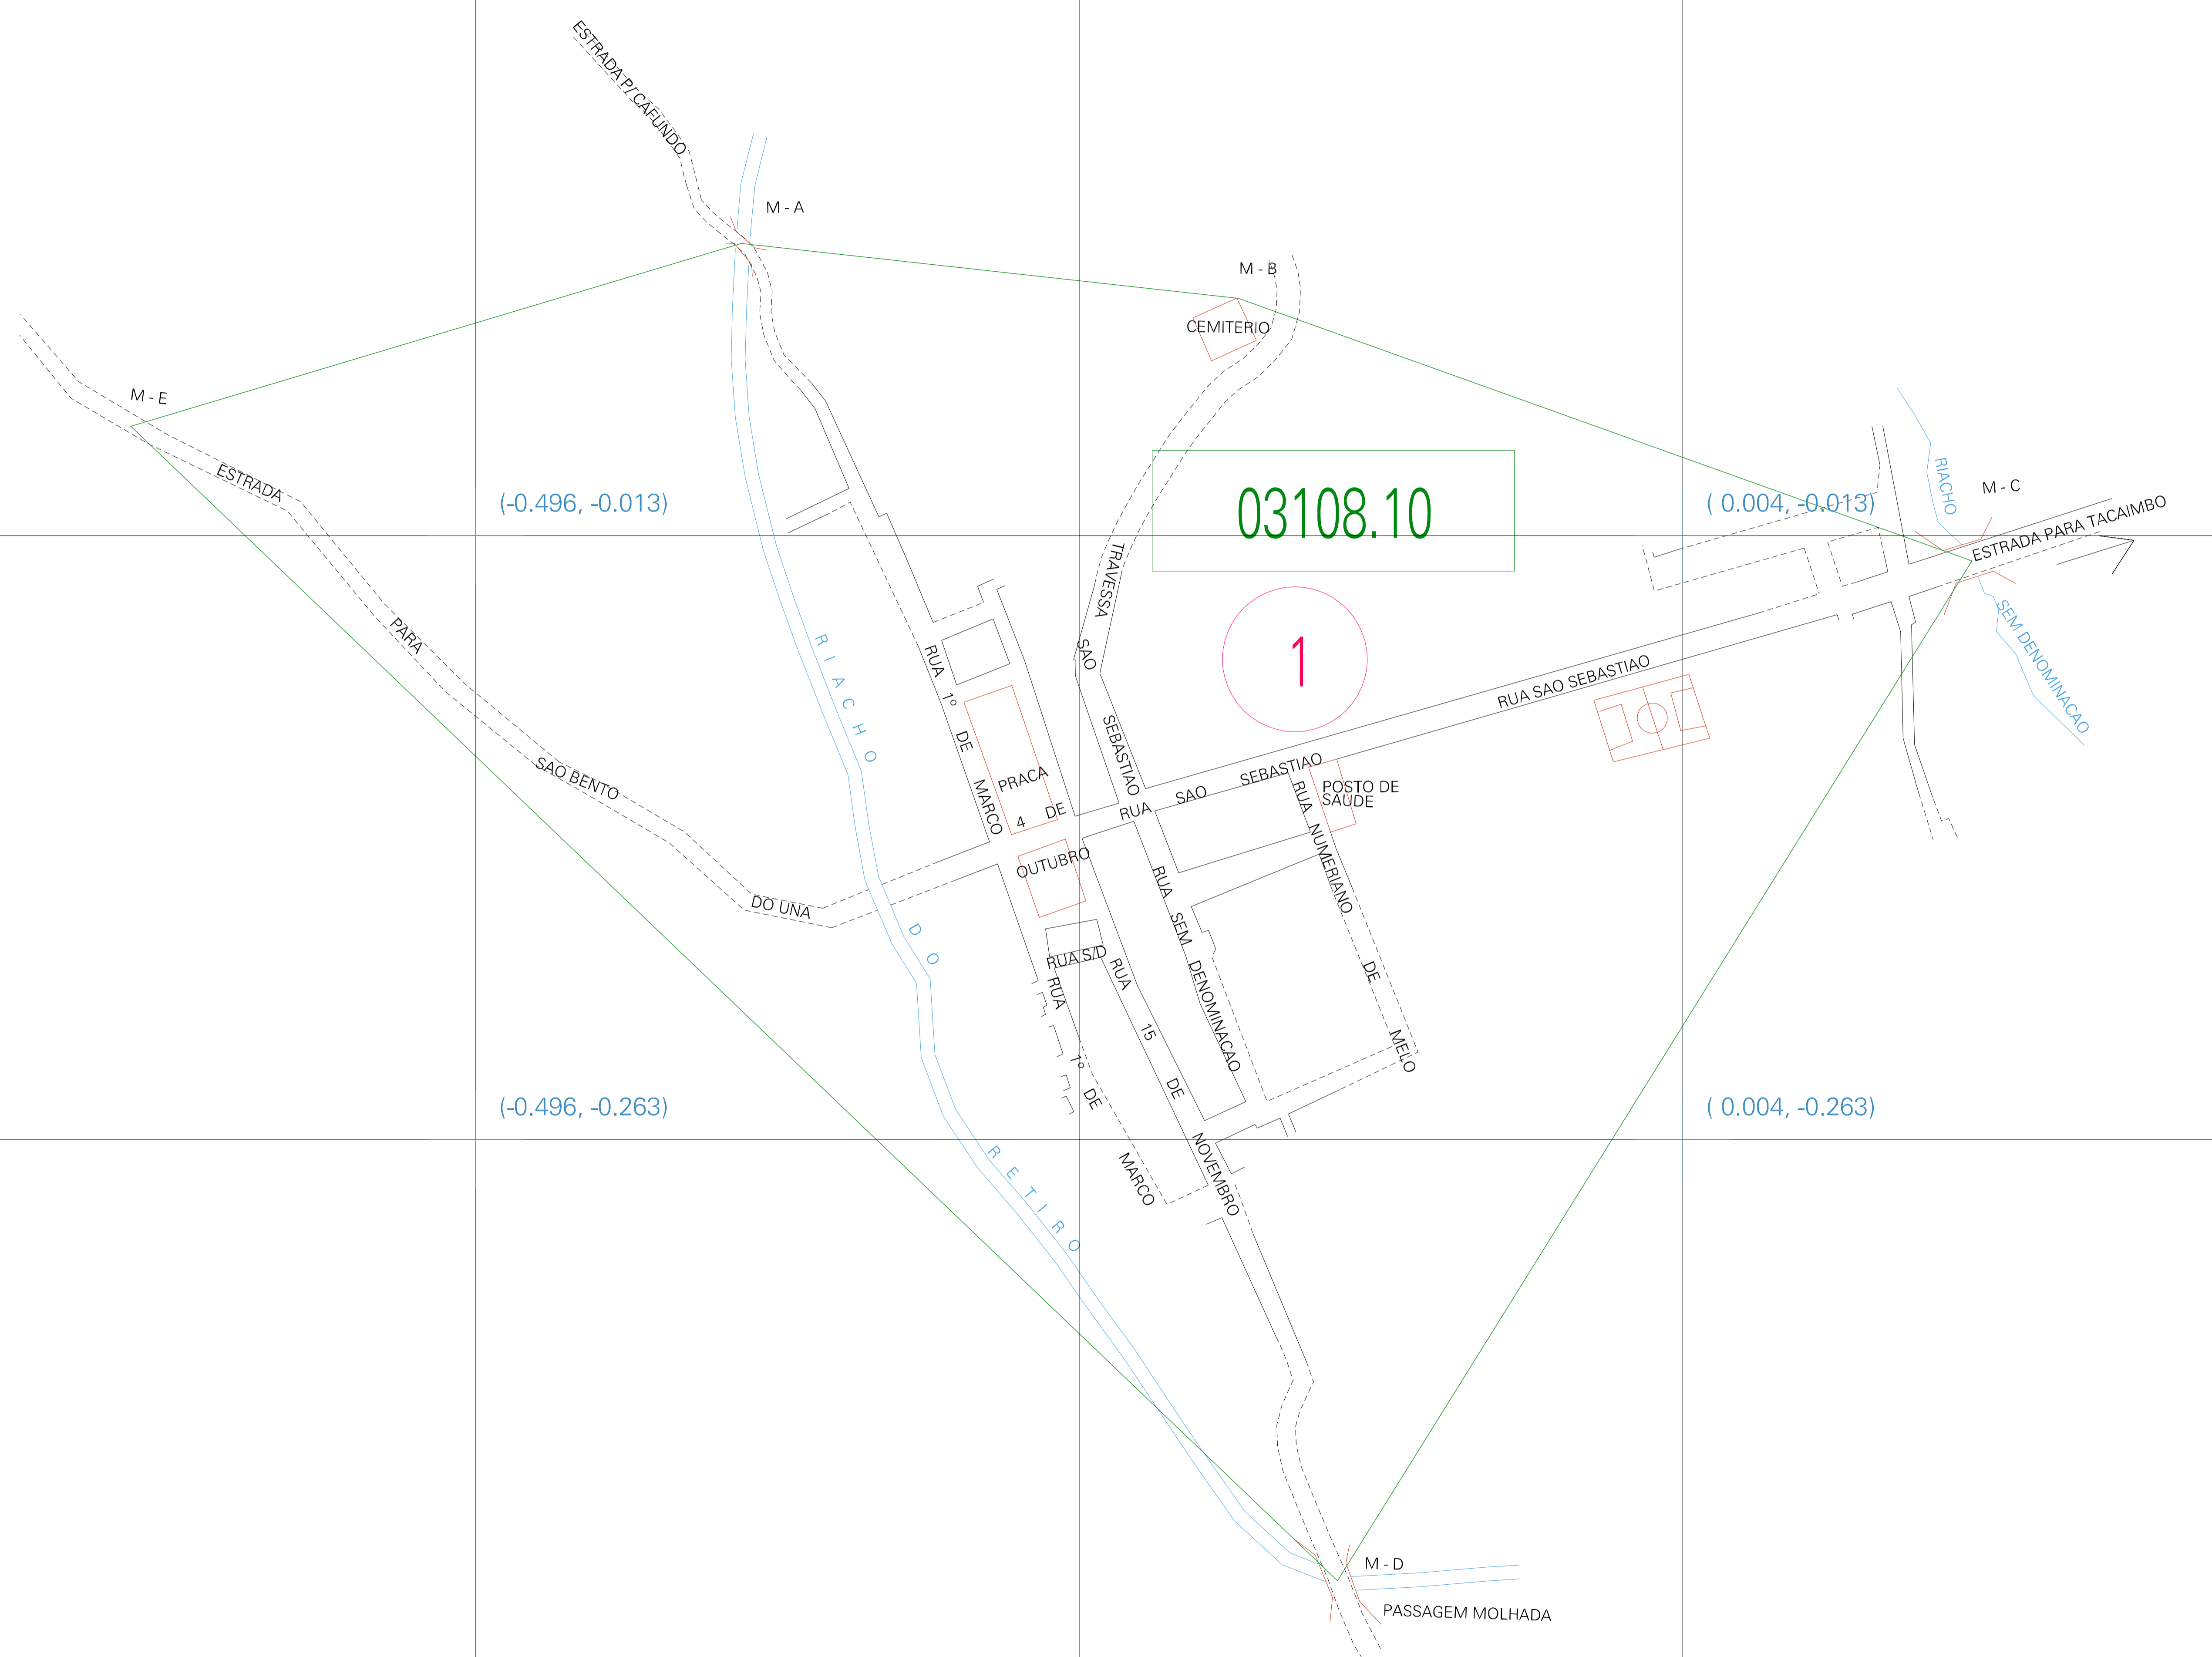 ESTRADA P/ CAFUNDO
M - A
M - B
CEMITERIO
M - E
ESTRADA
PARA
SAO BENTO
DO UNA
(-0.496, -0.013)
03108.10
( 0.004, -0.013)
RIACHO
SEM DENOMINACAO
M - C
ESTRADA PARA TACAIMBO
1
TRAVESSA
SAO
SEBASTIAO
RIACHO
DO
RETIRO
RUA 1º DE MARCO
PRACA
4 DE
OUTUBRO
RUA SAO SEBASTIAO
RUA SAO SEBASTIAO
POSTO DE
SAUDE
RUA NUMERIANO DE MELO
RUA SEM DENOMINACAO
RUA S/D
RUA 1º DE MARCO
RUA 15 DE NOVEMBRO
(-0.496, -0.263)
( 0.004, -0.263)
M - D
PASSAGEM MOLHADA